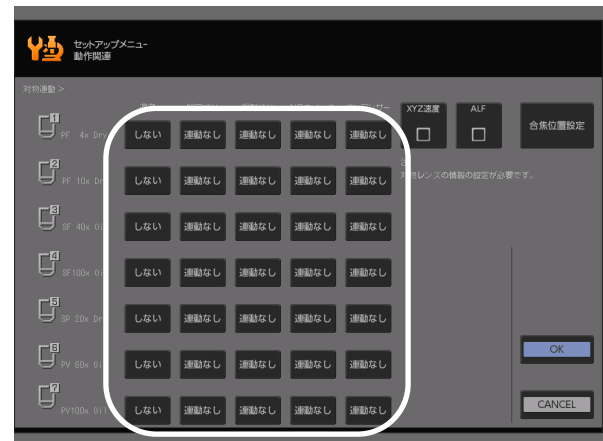 セットアップメニュー
動作関連
対物連動 >
XYZ速度 ALF
合焦位置設定
1
PF 4x Dry しない 連動なし 連動なし 連動なし 連動なし
対物レンズの情報の設定が必要です。
2
PF 10x しない 連動なし 連動なし 連動なし 連動なし
3
SF 40x しない 連動なし 連動なし 連動なし 連動なし
4
SF100x しない 連動なし 連動なし 連動なし 連動なし
5
SP 20x しない 連動なし 連動なし 連動なし 連動なし
6
PV 60x しない 連動なし 連動なし 連動なし 連動なし
OK
7
PV100x Oil しない 連動なし 連動なし 連動なし 連動なし
CANCEL